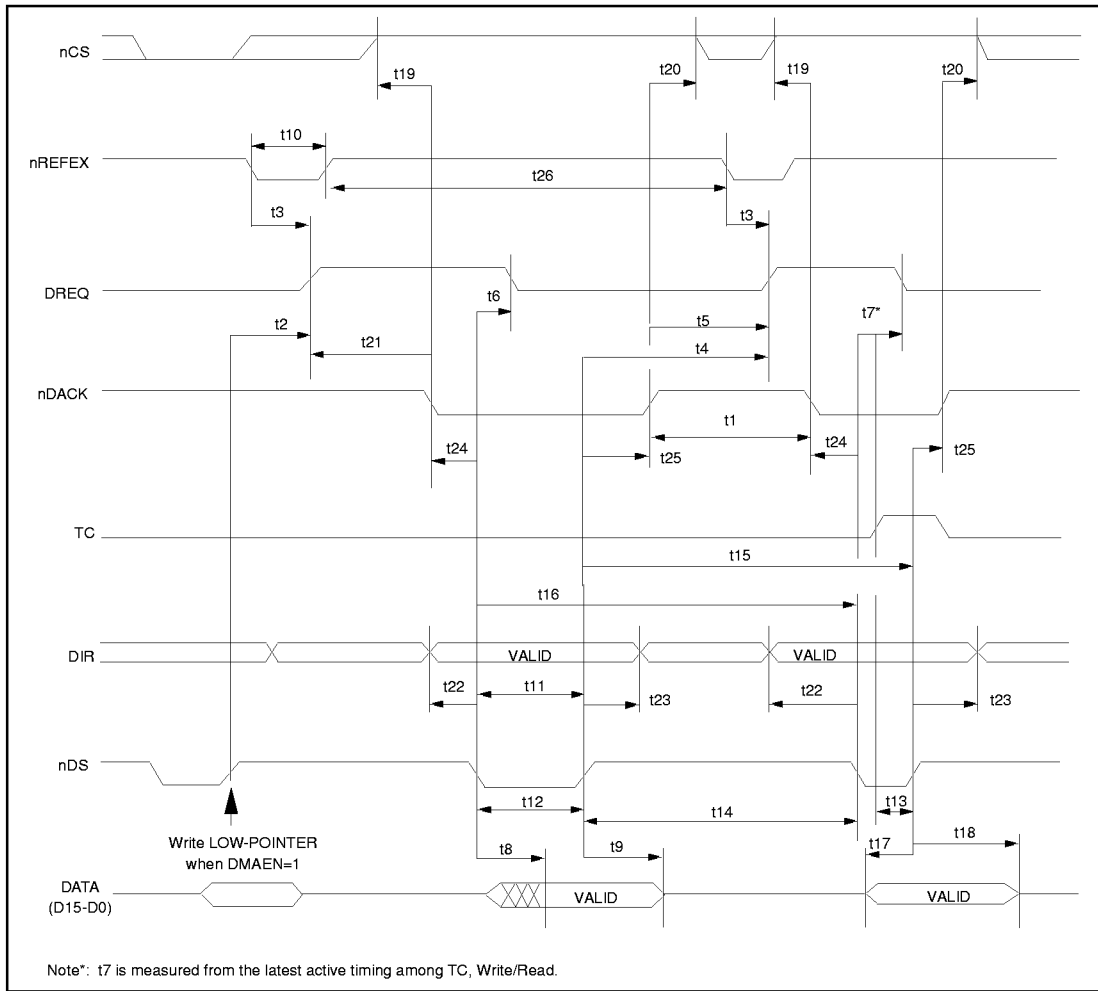 nCS
t19
t20
t19
t20
t10
nREFEX
t26
t3
t3
DREQ
t6
t7*
t2
t5
t21
t4
nDACK
t1
t24
t25
t24
t25
TC
t15
t16
DIR
VALID
VALID
t22
t11
t23
t22
t23
nDS
t12
t14
t13
Write LOW-POINTER
when DMAEN=1
t8
t9
t17
t18
DATA
(D15-D0)
VALID
VALID
Note*: t7 is measured from the latest active timing among TC, Write/Read.